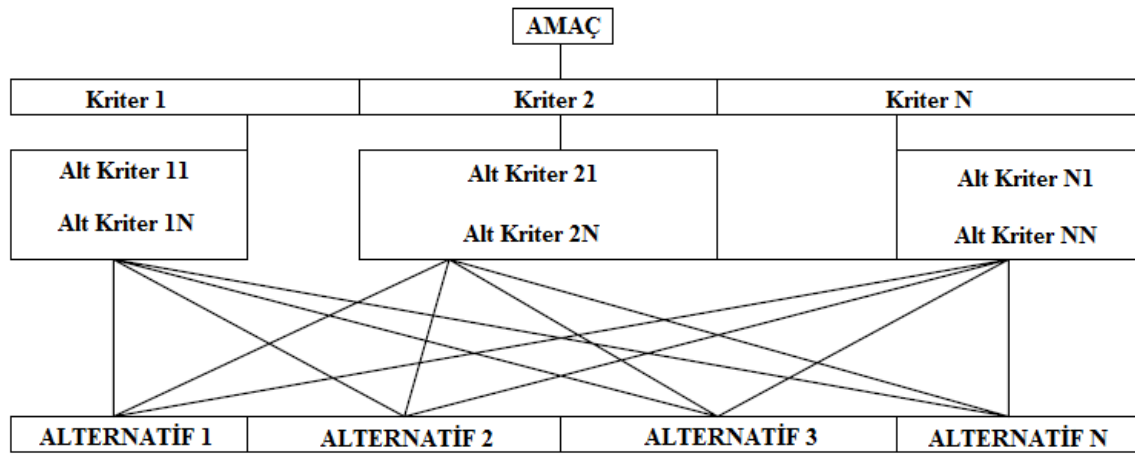 AMAÇ
Kriter 1 Kriter 2 Kriter N
Alt Kriter 11
Alt Kriter 1N
Alt Kriter 21
Alt Kriter 2N
Alt Kriter N1
Alt Kriter NN
ALTERNATİF 1 ALTERNATİF 2 ALTERNATİF 3 ALTERNATİF N